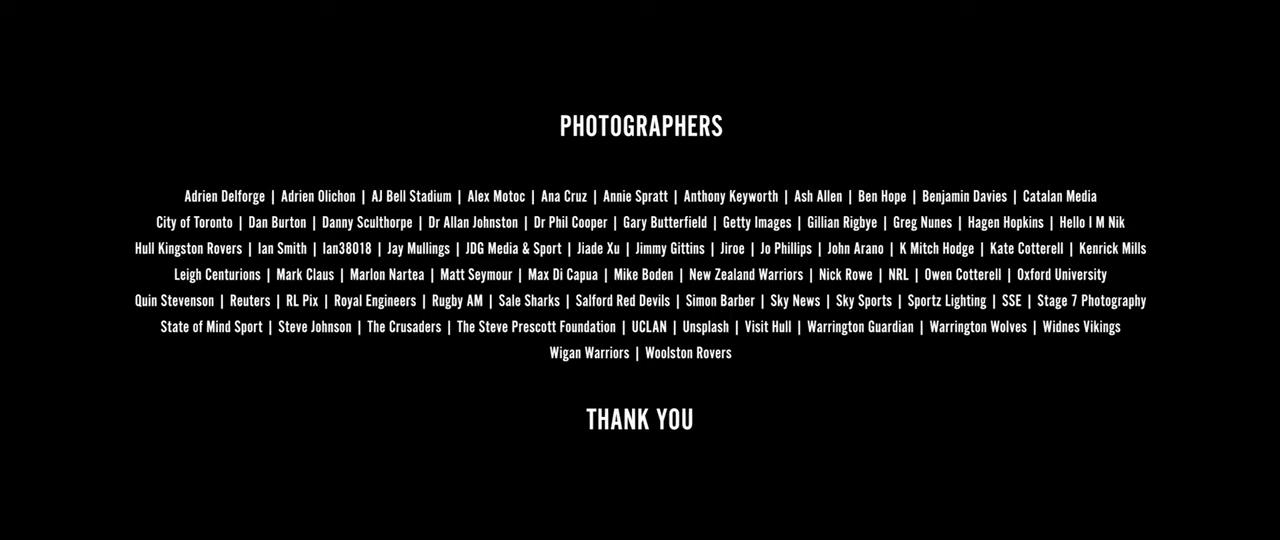 PHOTOGRAPHERS
Adrien Delforge | Adrien Olichon | AJ Bell Stadium | Alex Motoc | Ana Cruz | Annie Spratt | Anthony Keyworth | Ash Allen | Ben Hope | Benjamin Davies | Catalan Media
City of Toronto | Dan Burton | Danny Sculthorpe | Dr Allan Johnston | Dr Phil Cooper | Gary Butterfield | Getty Images | Gillian Rigbye | Greg Nunes | Hagen Hopkins | Hello I M Nik
Hull Kingston Rovers | Ian Smith | Ian38018 | Jay Mullings | JDG Media & Sport | Jiade Xu | Jimmy Gittins | Jiroe | Jo Phillips | John Arano | K Mitch Hodge | Kate Cotterell | Kenrick Mills
Leigh Centurions | Mark Claus | Marlon Nartea | Matt Seymour | Max Di Capua | Mike Boden | New Zealand Warriors | Nick Rowe | NRL | Owen Cotterell | Oxford University
Quin Stevenson | Reuters | RL Pix | Royal Engineers | Rugby AM | Sale Sharks | Salford Red Devils | Simon Barber | Sky News | Sky Sports | Sportz Lighting | SSE | Stage 7 Photography
State of Mind Sport | Steve Johnson | The Crusaders | The Steve Prescott Foundation | UCLAN | Unsplash | Visit Hull | Warrington Guardian | Warrington Wolves | Widnes Vikings
Wigan Warriors | Woolston Rovers
THANK YOU